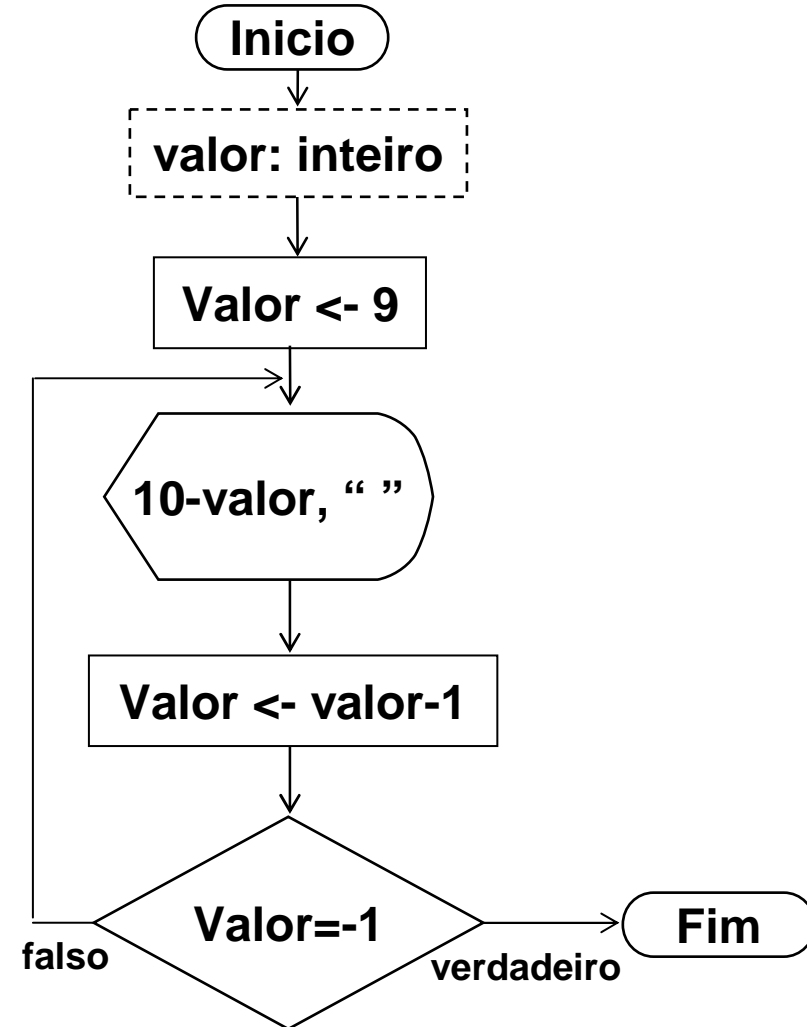 Inicio
valor: inteiro
Valor <- 9
10-valor, “ ”
Valor <- valor-1
Valor=-1
falso
verdadeiro
Fim